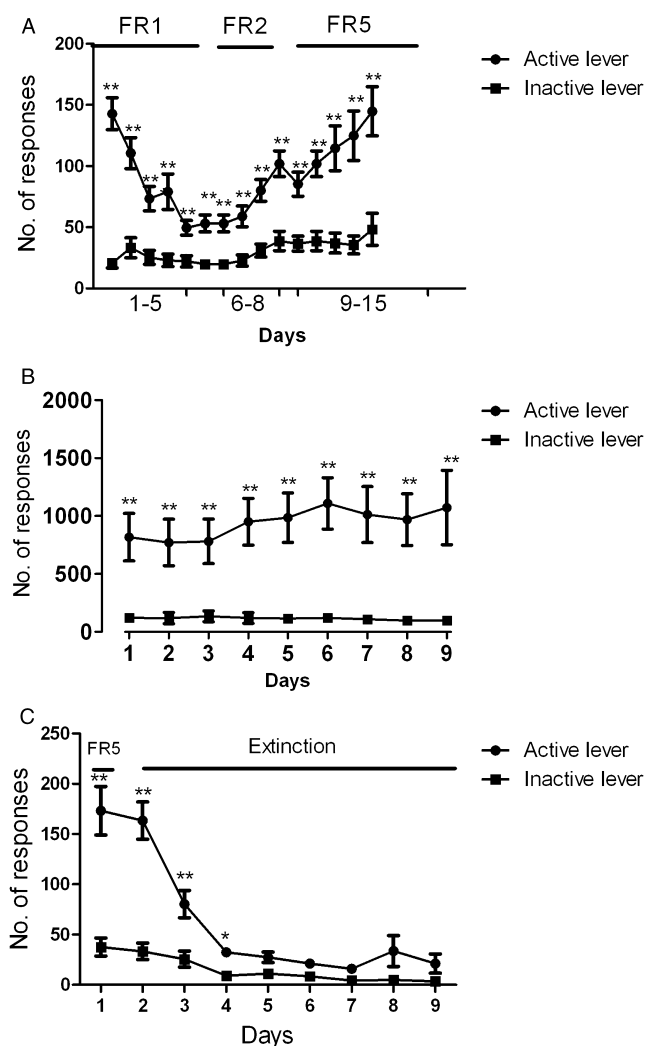 A
FR1 FR2 FR5
200
150
100
50
0
No. of responses
** ** ** ** ** ** ** ** ** ** ** ** ** ** **
Active lever
Inactive lever
1-5 6-8 9-15
Days
B
2000
1500
1000
500
0
No. of responses
** ** ** ** ** ** ** ** **
Active lever
Inactive lever
1 2 3 4 5 6 7 8 9
Days
C
250
200
150
100
50
0
No. of responses
FR5 Extinction
** ** ** *
Active lever
Inactive lever
1 2 3 4 5 6 7 8 9
Days